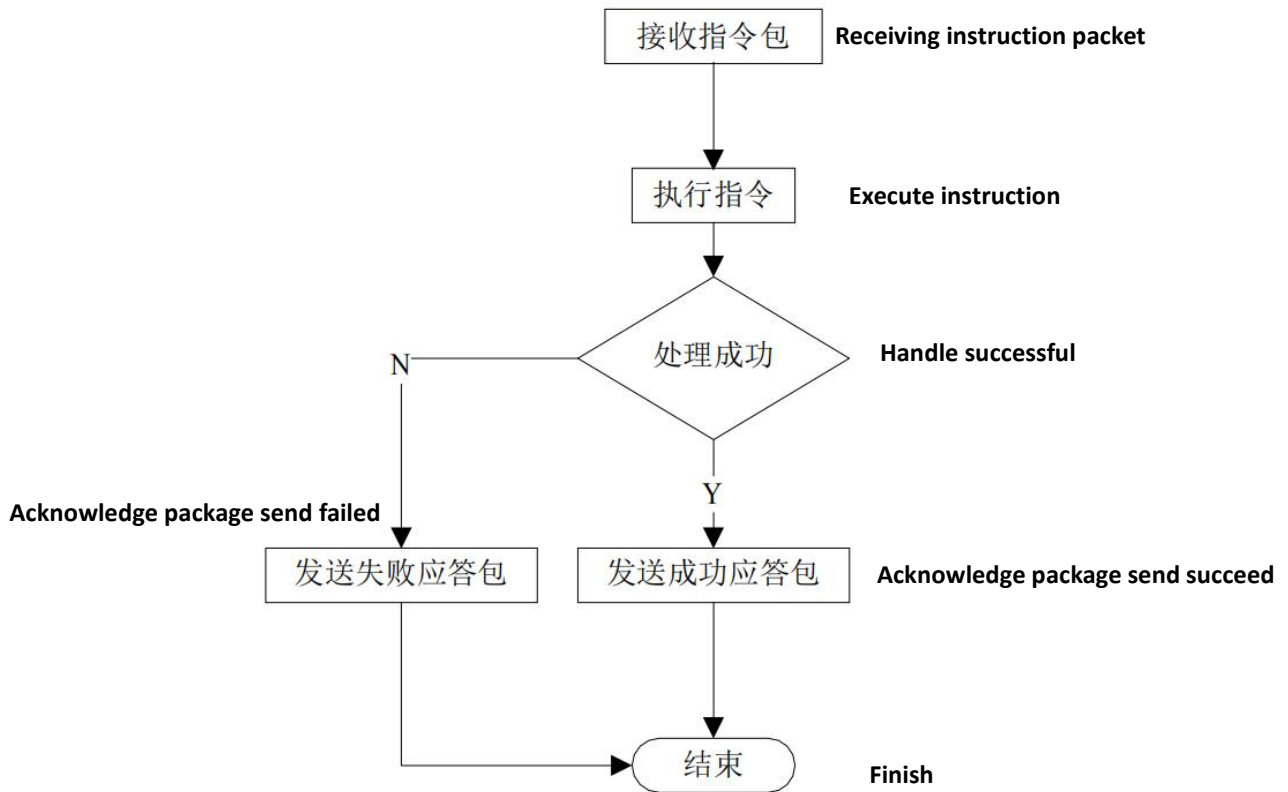 接收指令包
Receiving instruction packet
执行指令
Execute instruction
处理成功
Handle successful
N
Y
Acknowledge package send failed
发送失败应答包
发送成功应答包
Acknowledge package send succeed
结束
Finish